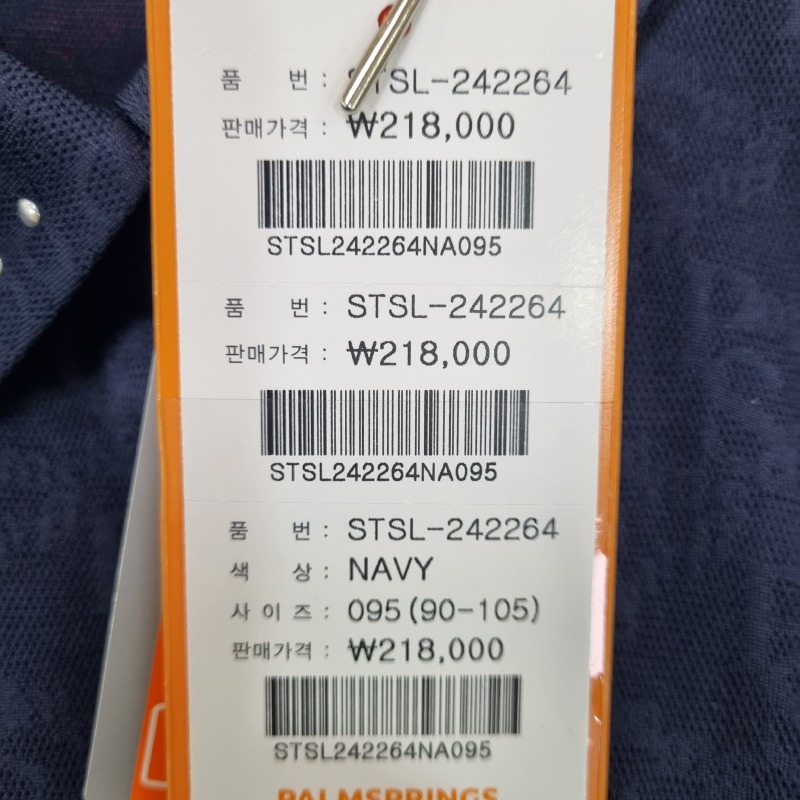 품 번 : STSL-242264
판매가격 : ₩218,000
STSL242264NA095
품 번 : STSL-242264
판매가격 : ₩218,000
STSL242264NA095
품 번 : STSL-242264
색 상 : NAVY
사 이 즈 : 095(90-105)
판매가격 : ₩218,000
STSL242264NA095
PALMSPRINGS